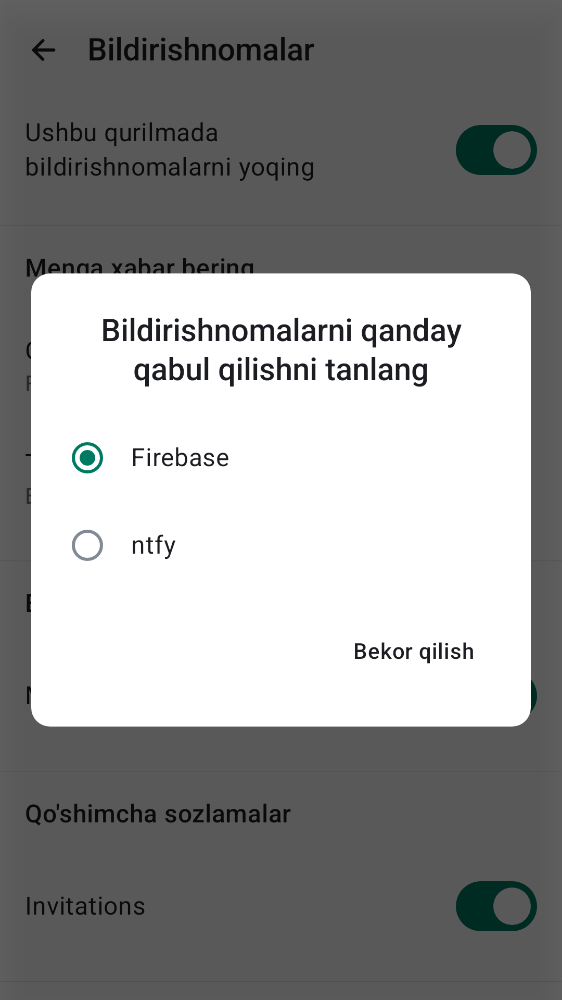 Bildirishnomalar
Ushbu qurilmada
bildirishnomalarni yoqing
Menga xabar bering
Bildirishnomalarni qanday
qabul qilishni tanlang
Firebase
ntfy
Bekor qilish
Qo'shimcha sozlamalar
Invitations